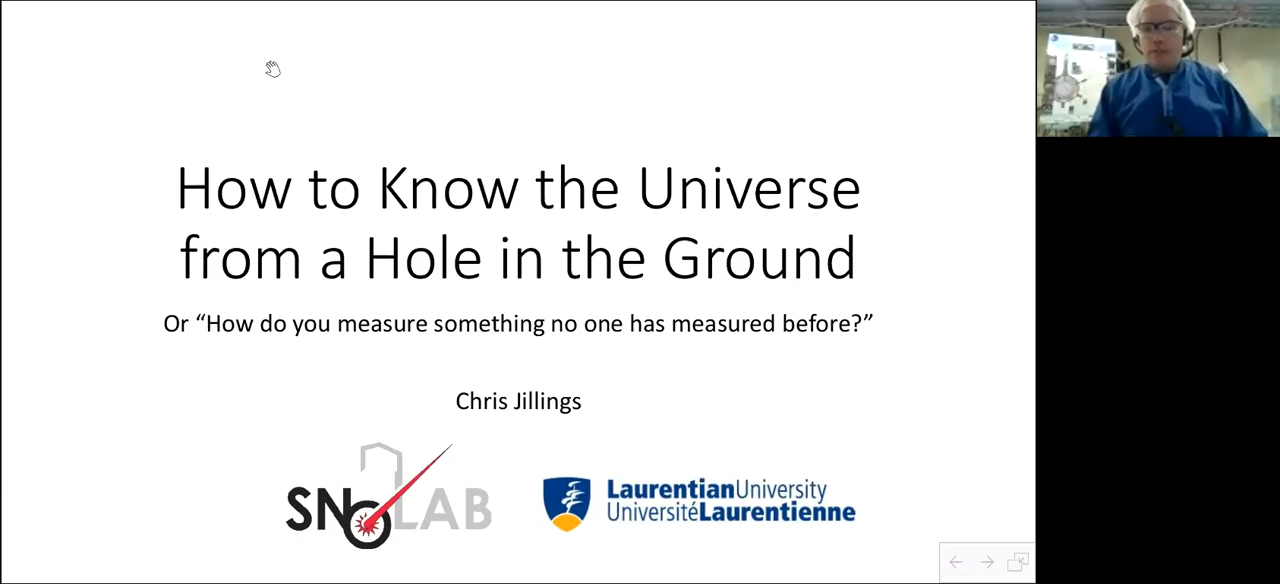 How to Know the Universe
from a Hole in the Ground
Or “How do you measure something no one has measured before?”
Chris Jillings
SNOLAB
LaurentianUniversity
UniversitéLaurentienne